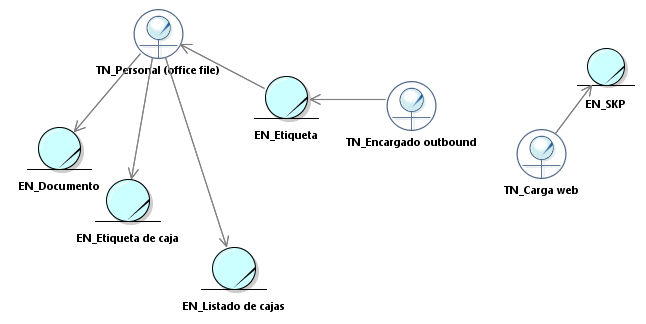 TN_Personal (office file)
EN_SKP
EN_Etiqueta
TN_Encargado outbound
EN_Documento
TN_Carga web
EN_Etiqueta de caja
EN_Listado de cajas